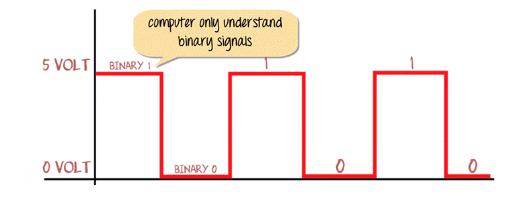 computer only understand
binary signals
5 VOLT
BINARY 1
1
1
0 VOLT
BINARY 0
0
0